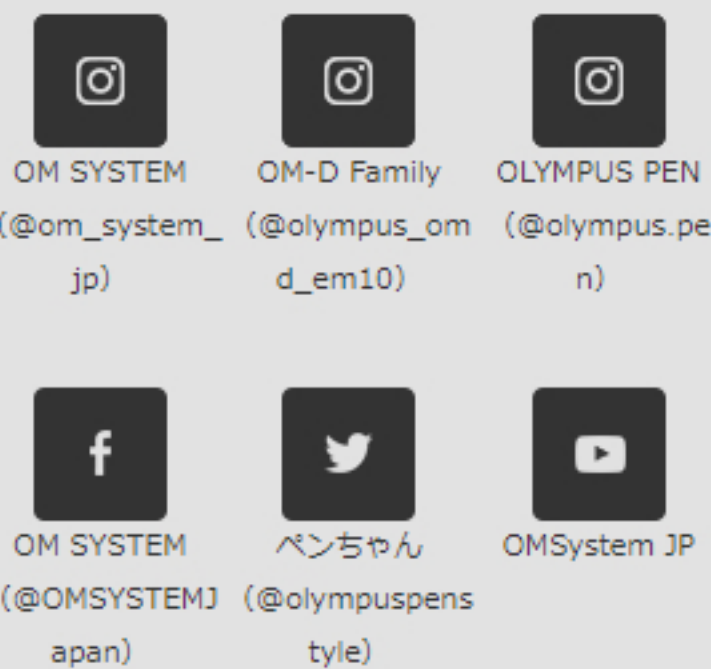 OM SYSTEM
(@om_system_
jp)
OM-D Family
(@olympus_om
d_em10)
OLYMPUS PEN
(@olympus.pe
n)
OM SYSTEM
(@OMSYSTEMJ
apan)
ペンちゃん
(@olympuspens
tyle)
OMSystem JP